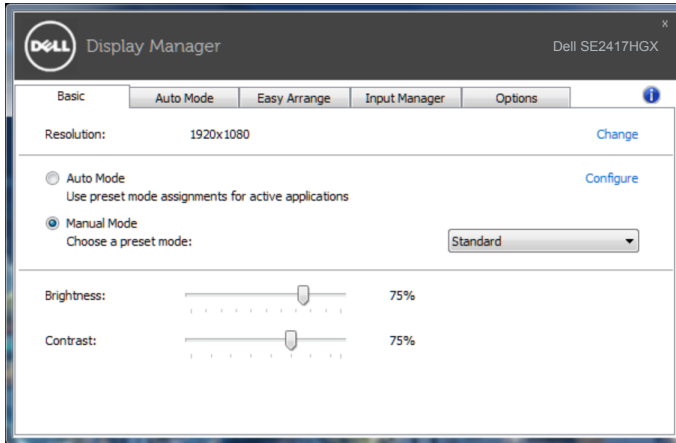 DELL Display Manager
x
Dell SE2417HGX
Basic Auto Mode Easy Arrange Input Manager Options i
Resolution: 1920x1080 Change
Auto Mode Configure
Use preset mode assignments for active applications
Manual Mode
Choose a preset mode: Standard
Brightness: 75%
Contrast: 75%